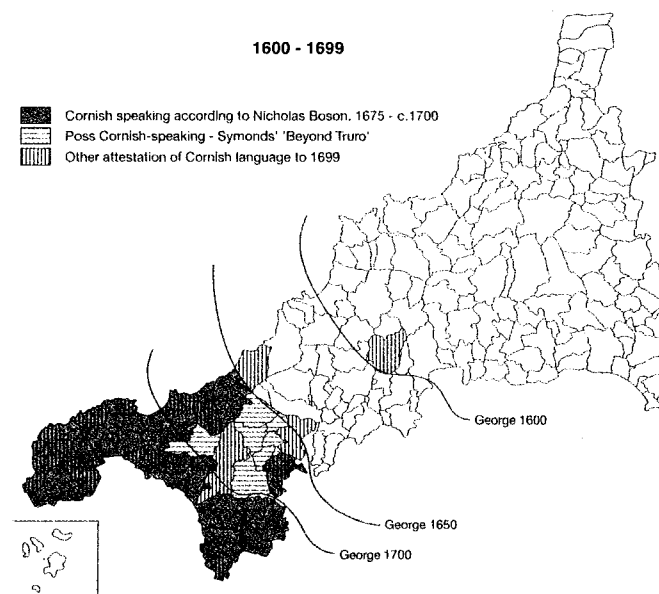 1600 - 1699
Cornish speaking according to Nicholas Boson. 1675 - c.1700
Poss Cornish-speaking - Symonds' 'Beyond Truro'
Other attestation of Cornish language to 1699
George 1600
George 1650
George 1700